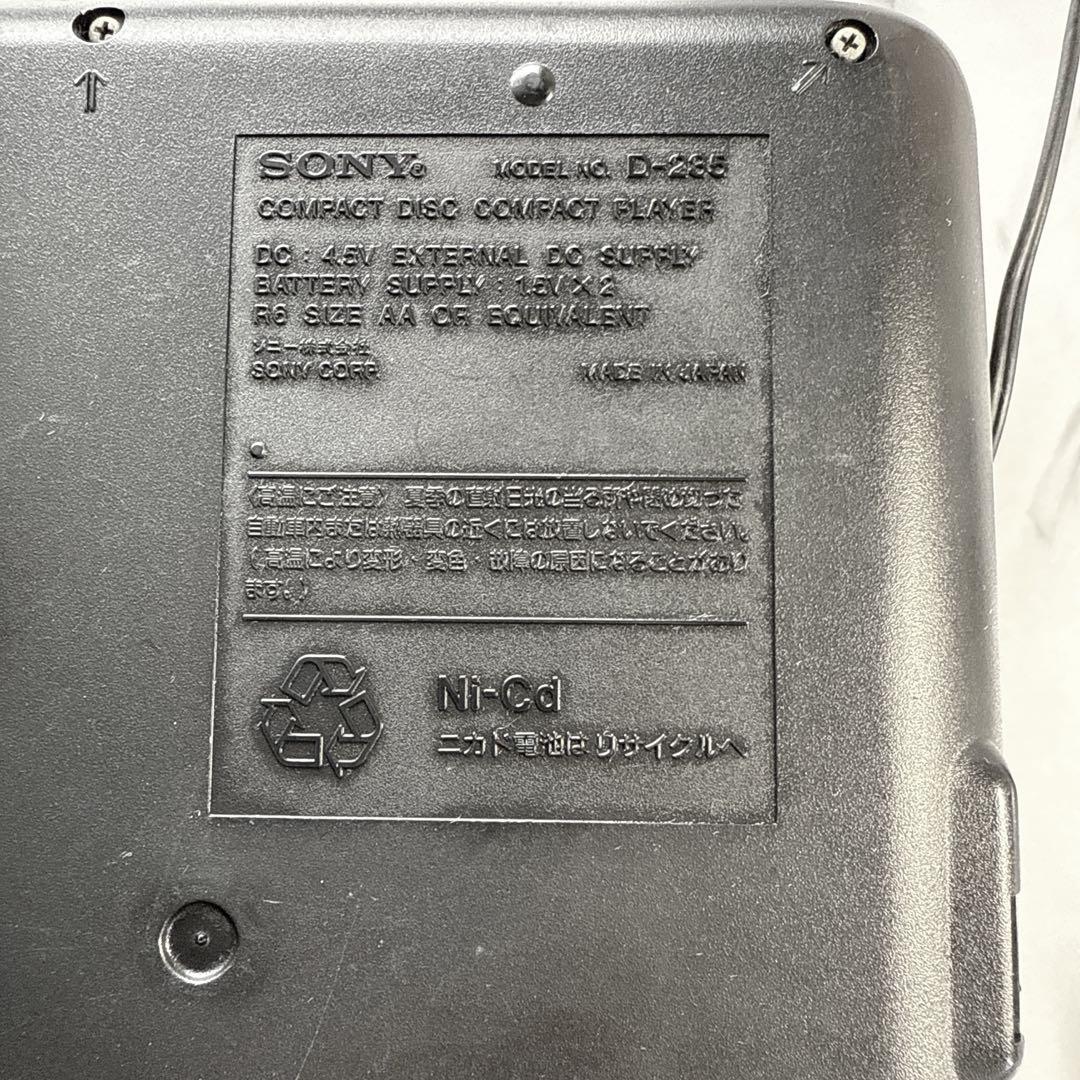 SONY® MODEL NO. D-235
COMPACT DISC COMPACT PLAYER
DC : 4.5V EXTERNAL DC SUPPLY
BATTERY SUPPLY : 1.5V × 2
R6 SIZE AA OR EQUIVALENT
ソニー株式会社
SONY CORP. MADE IN JAPAN
〈高温にご注意〉 夏季の直射日光の当る所や閉めきった
自動車内または熱器具の近くには放置しないでください。
(高温により変形・変色・故障の原因になることがあり
ます。)
Ni-Cd
ニカド電池はリサイクルへ